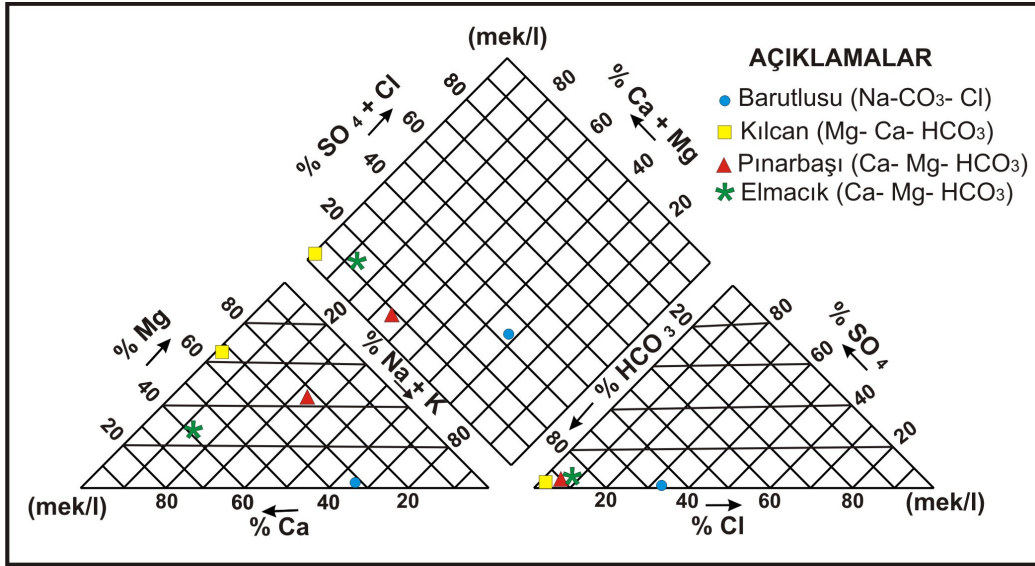 (mek/l)
AÇIKLAMALAR
Barutlusu (Na-CO3- Cl)
Kılcan (Mg- Ca- HCO3)
Pınarbaşı (Ca- Mg- HCO3)
Elmacık (Ca- Mg- HCO3)
% SO4 + Cl
80
60
40
20
% Ca + Mg
80
60
40
20
% Mg
80
60
40
20
% Na + K
20
80
% HCO3
20
80
% SO4
80
60
40
20
(mek/l)
80
60
40
20
% Ca
20
40
60
80
(mek/l)
% Cl